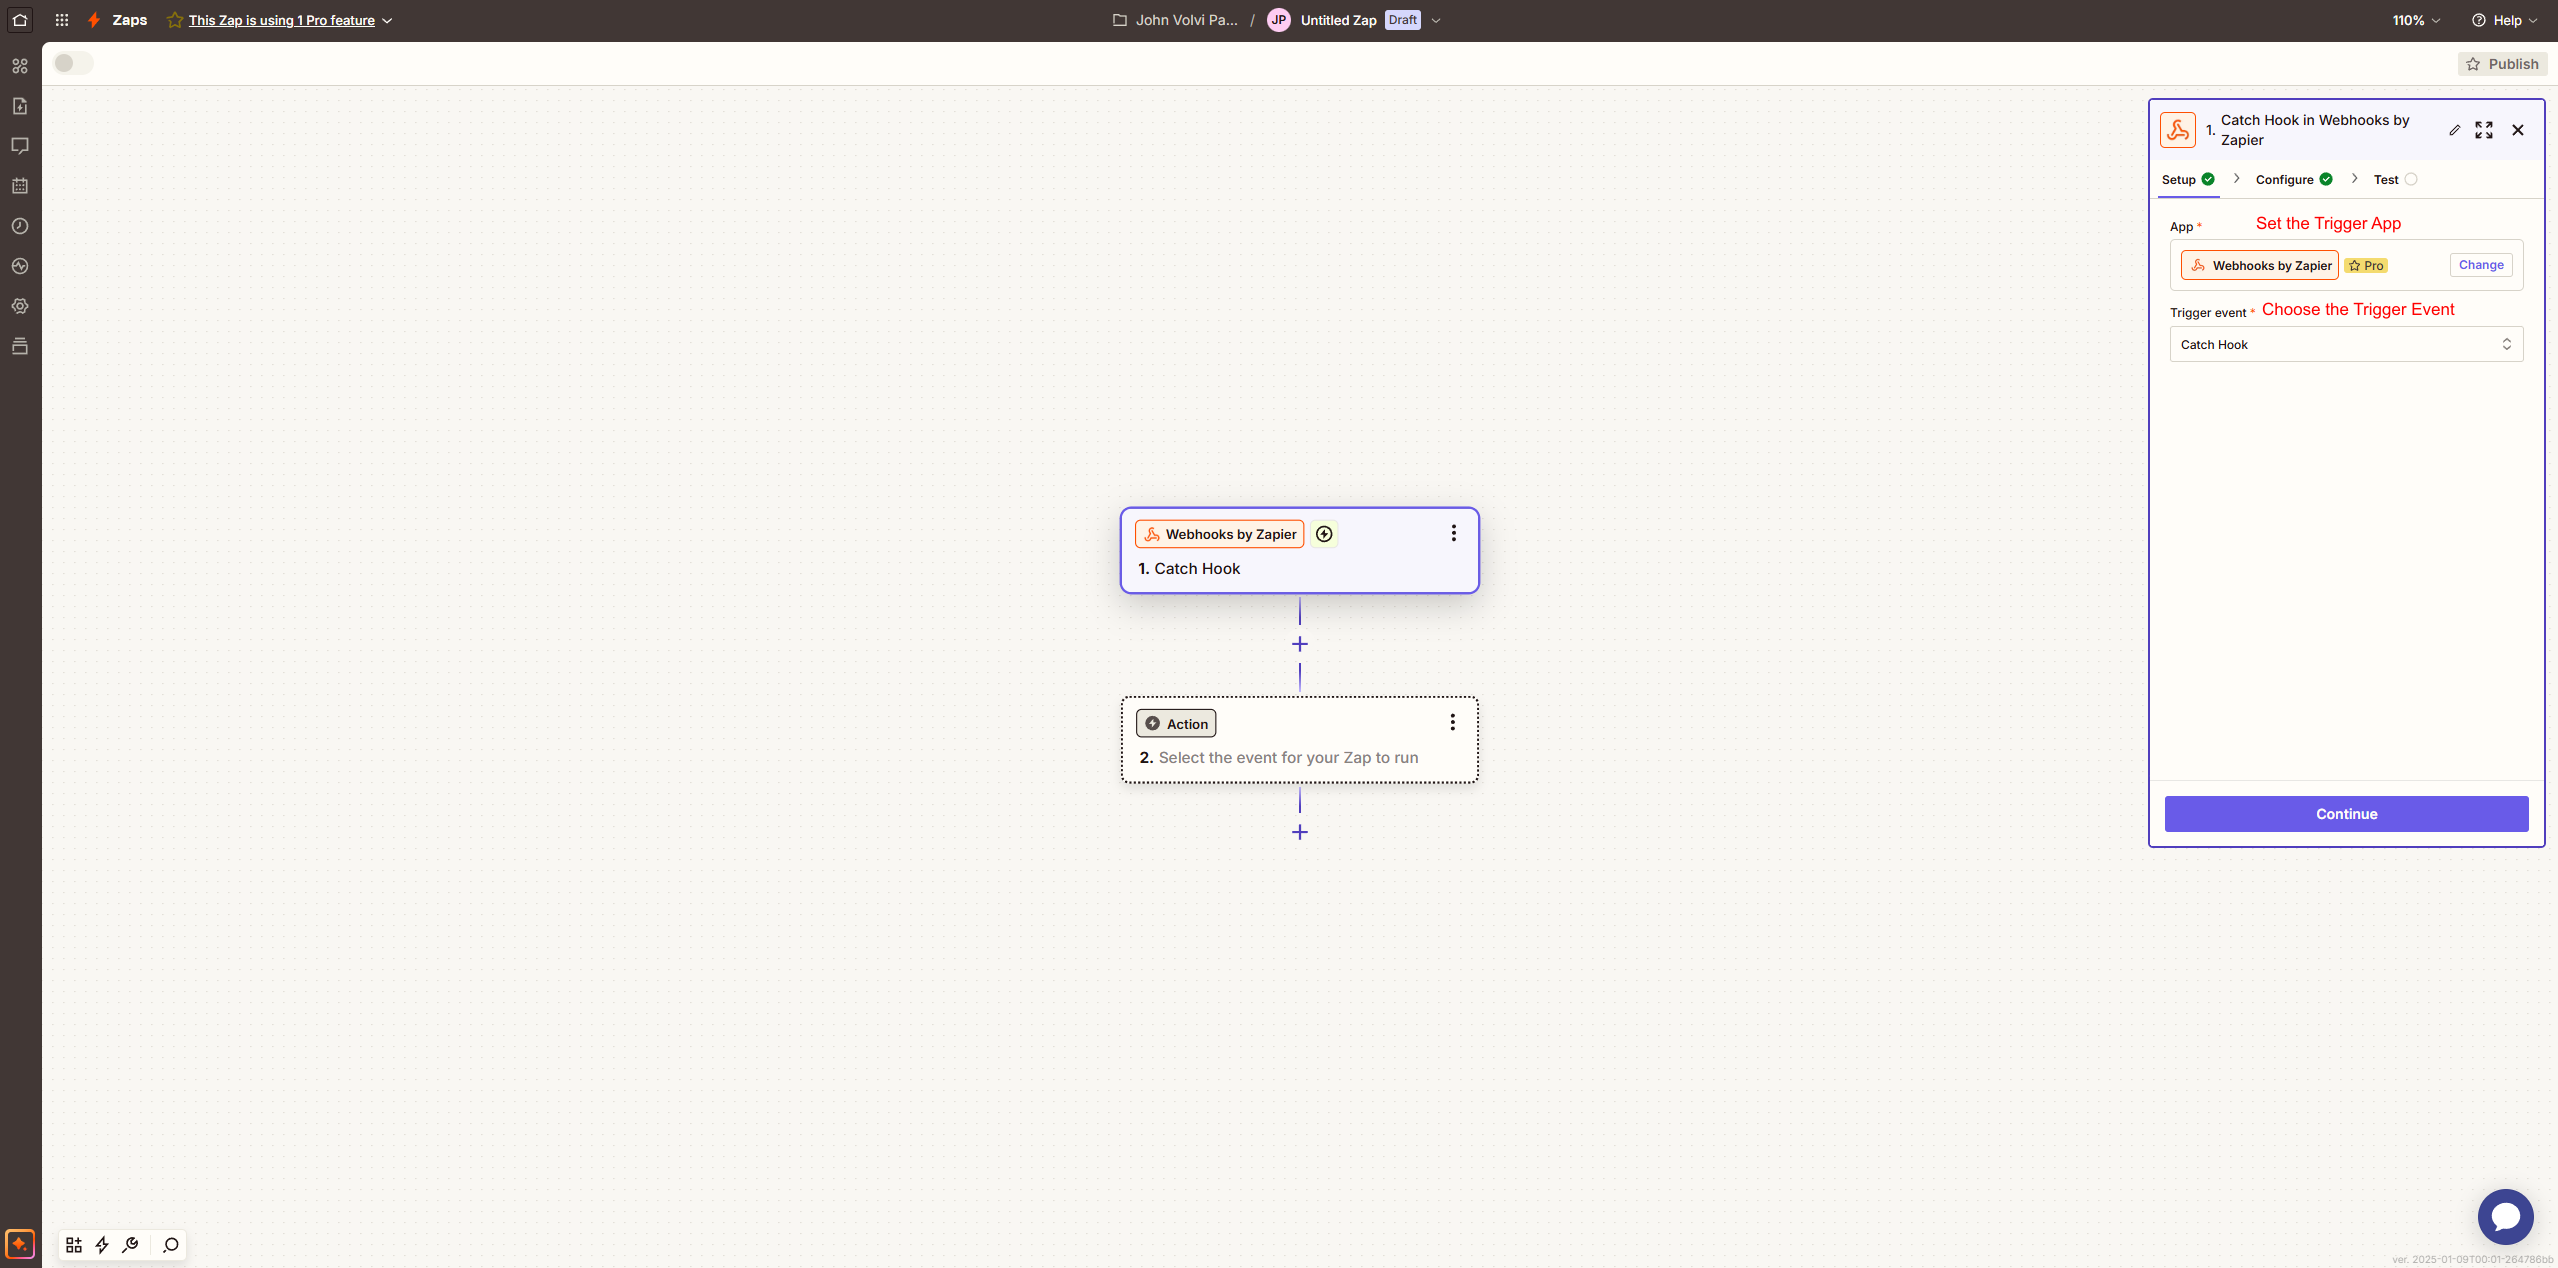 Zaps
This Zap is using 1 Pro feature
John Volvi Pa... / JP Untitled Zap Draft
110%
Help
Publish
1. Catch Hook in Webhooks by
Zapier
Setup
Configure
Test
App *
Set the Trigger App
Webhooks by Zapier
Pro
Change
Trigger event *
Choose the Trigger Event
Catch Hook
Continue
Webhooks by Zapier
1. Catch Hook
Action
2. Select the event for your Zap to run
ver. 2025-01-09T00:01-264786bb